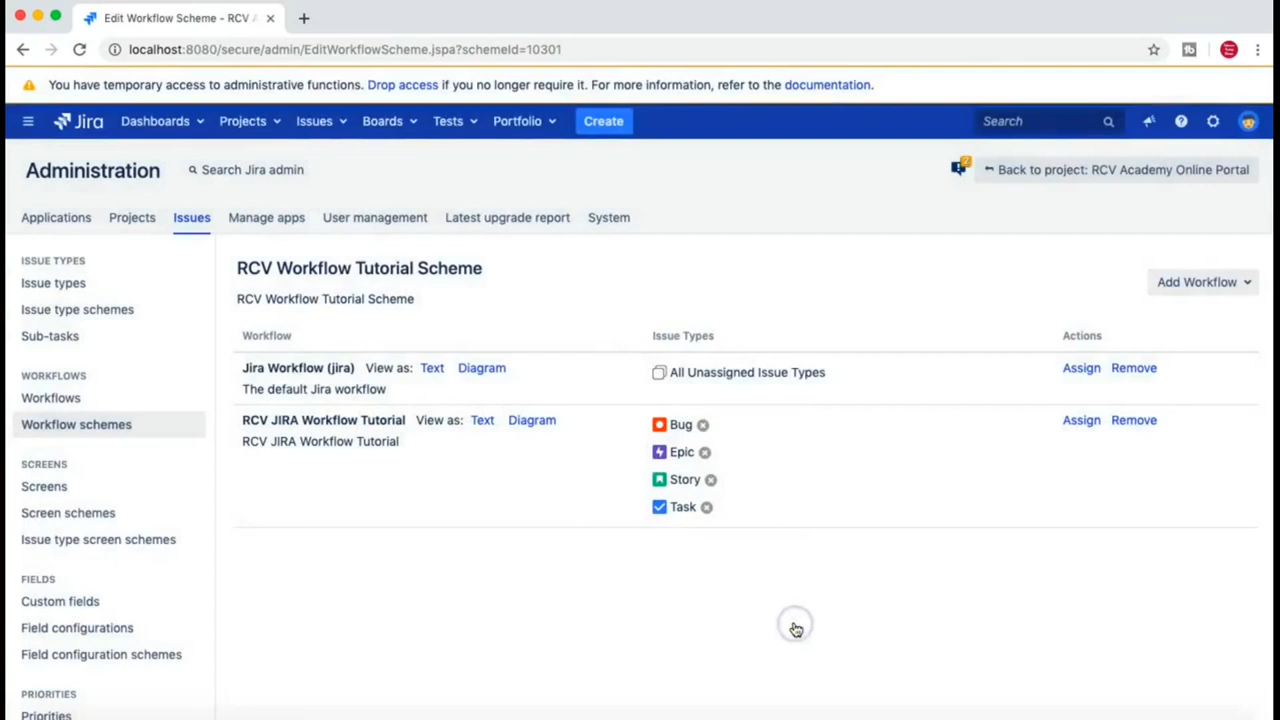 Edit Workflow Scheme - RCV A
localhost:8080/secure/admin/EditWorkflowScheme.jspa?schemeId=10301
You have temporary access to administrative functions. Drop access if you no longer require it. For more information, refer to the documentation.
Jira Dashboards Projects Issues Boards Tests Portfolio Create Search
Administration Search Jira admin Back to project: RCV Academy Online Portal
Applications Projects Issues Manage apps User management Latest upgrade report System
ISSUE TYPES
Issue types
Issue type schemes
Sub-tasks
WORKFLOWS
Workflows
Workflow schemes
SCREENS
Screens
Screen schemes
Issue type screen schemes
FIELDS
Custom fields
Field configurations
Field configuration schemes
PRIORITIES
Priorities
RCV Workflow Tutorial Scheme
Add Workflow
RCV Workflow Tutorial Scheme
Workflow Issue Types Actions
Jira Workflow (jira) View as: Text Diagram All Unassigned Issue Types Assign Remove
The default Jira workflow
RCV JIRA Workflow Tutorial View as: Text Diagram Bug Assign Remove
RCV JIRA Workflow Tutorial
Epic
Story
Task